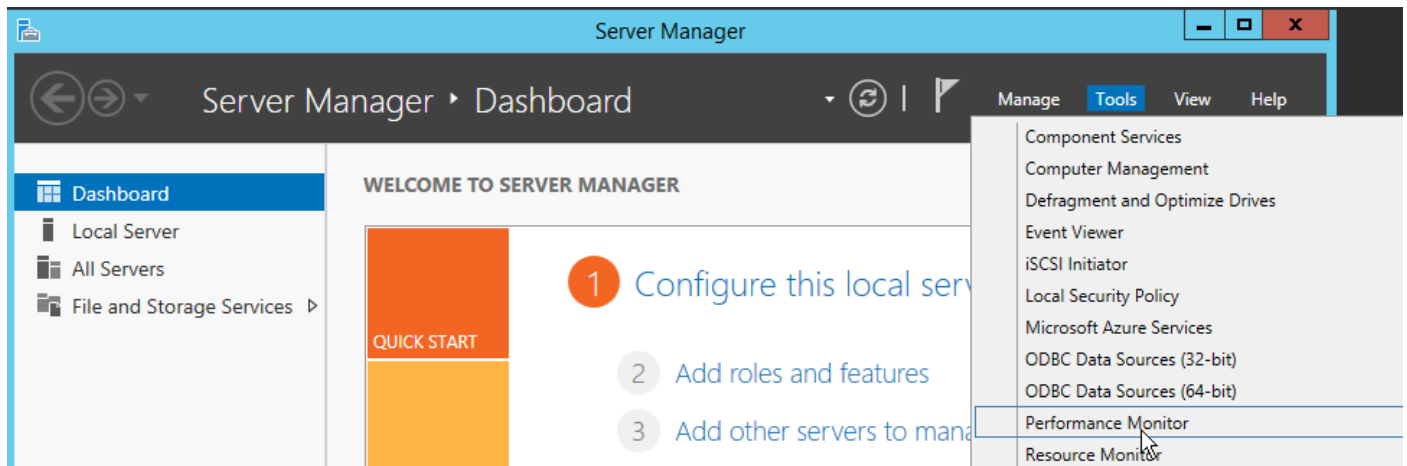 Server Manager
Server Manager ‣ Dashboard
Manage Tools View Help
Dashboard
Local Server
All Servers
File and Storage Services
WELCOME TO SERVER MANAGER
QUICK START
1 Configure this local serv
2 Add roles and features
3 Add other servers to mana
Component Services
Computer Management
Defragment and Optimize Drives
Event Viewer
iSCSI Initiator
Local Security Policy
Microsoft Azure Services
ODBC Data Sources (32-bit)
ODBC Data Sources (64-bit)
Performance Monitor
Resource Monitor